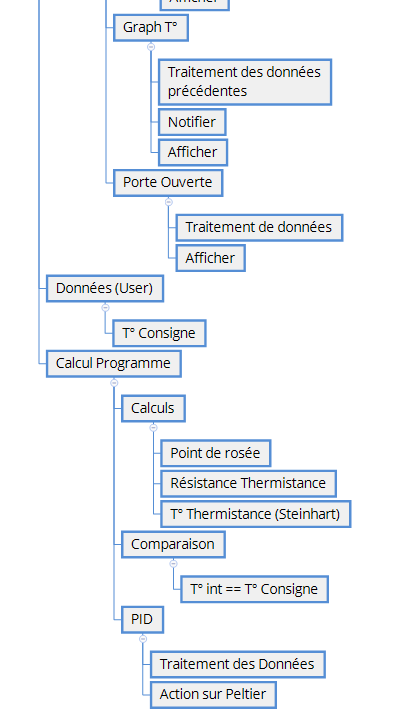 Afficher
Graph T°
Traitement des données
précédentes
Notifier
Afficher
Porte Ouverte
Traitement de données
Afficher
Données (User)
T° Consigne
Calcul Programme
Calculs
Point de rosée
Résistance Thermistance
T° Thermistance (Steinhart)
Comparaison
T° int == T° Consigne
PID
Traitement des Données
Action sur Peltier